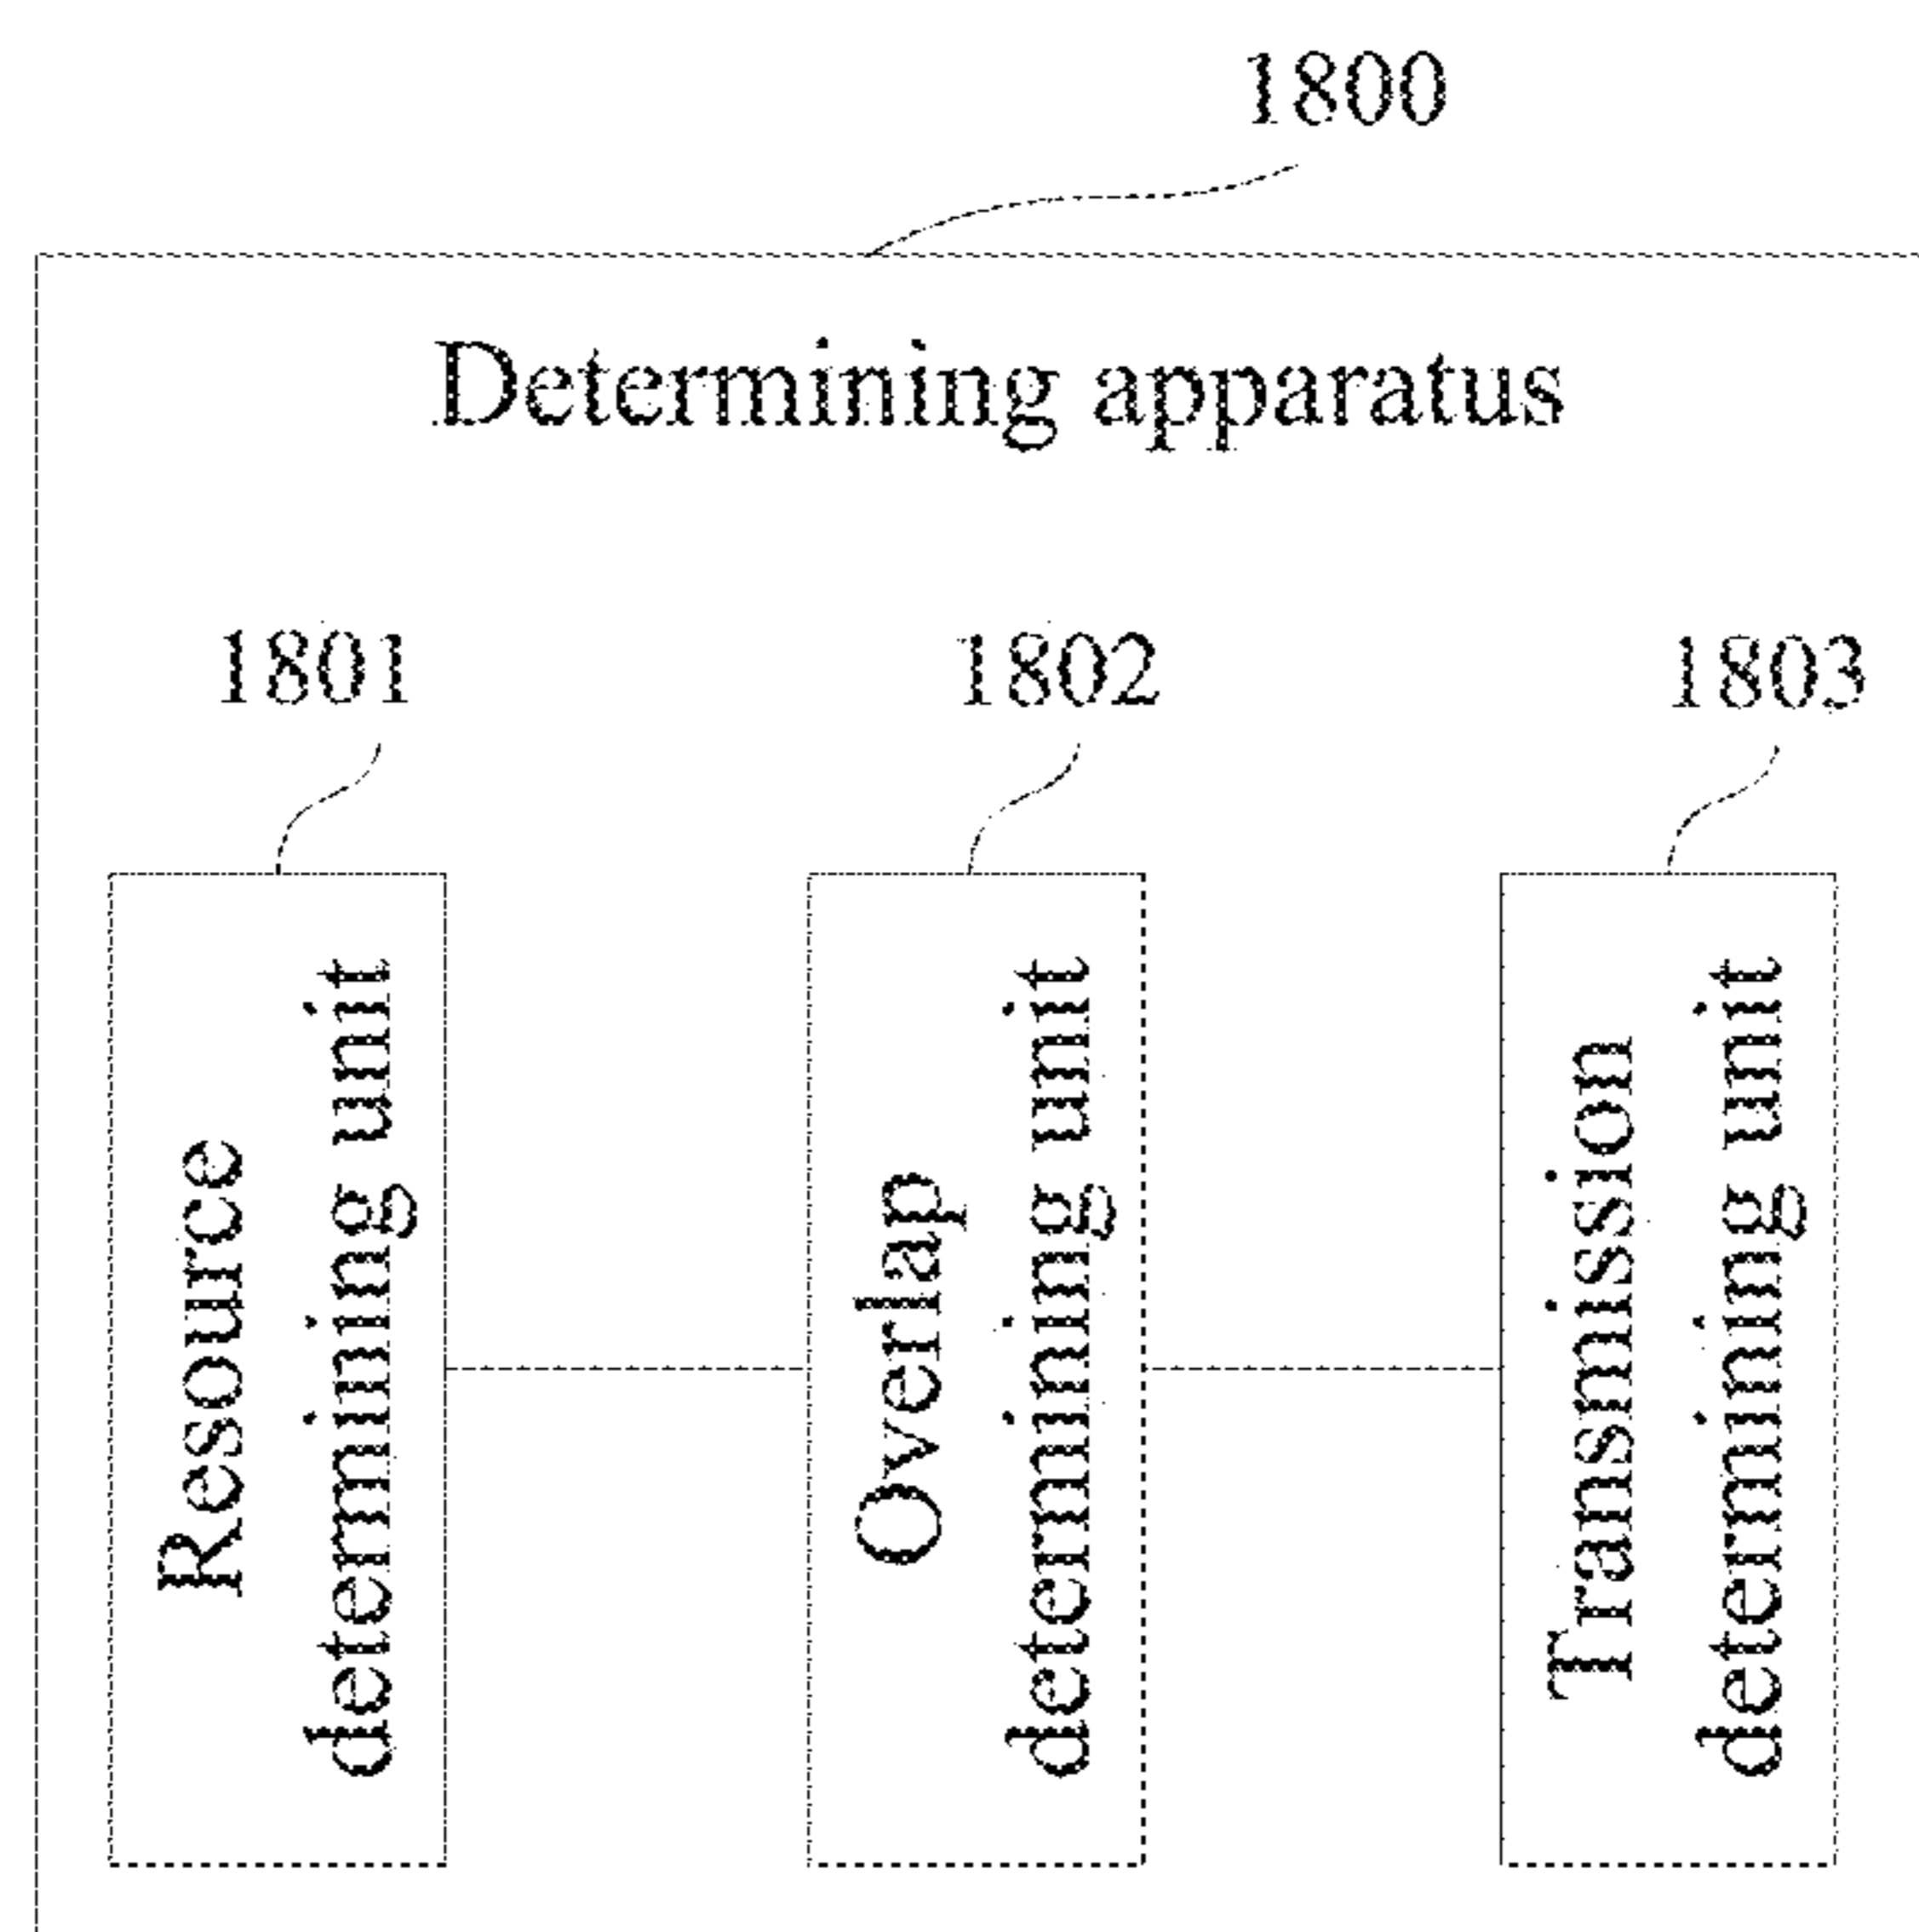 1800
Determining apparatus
1801
1802
1803
Resource
determining unit
Overlap
determining unit
Transmission
determining unit